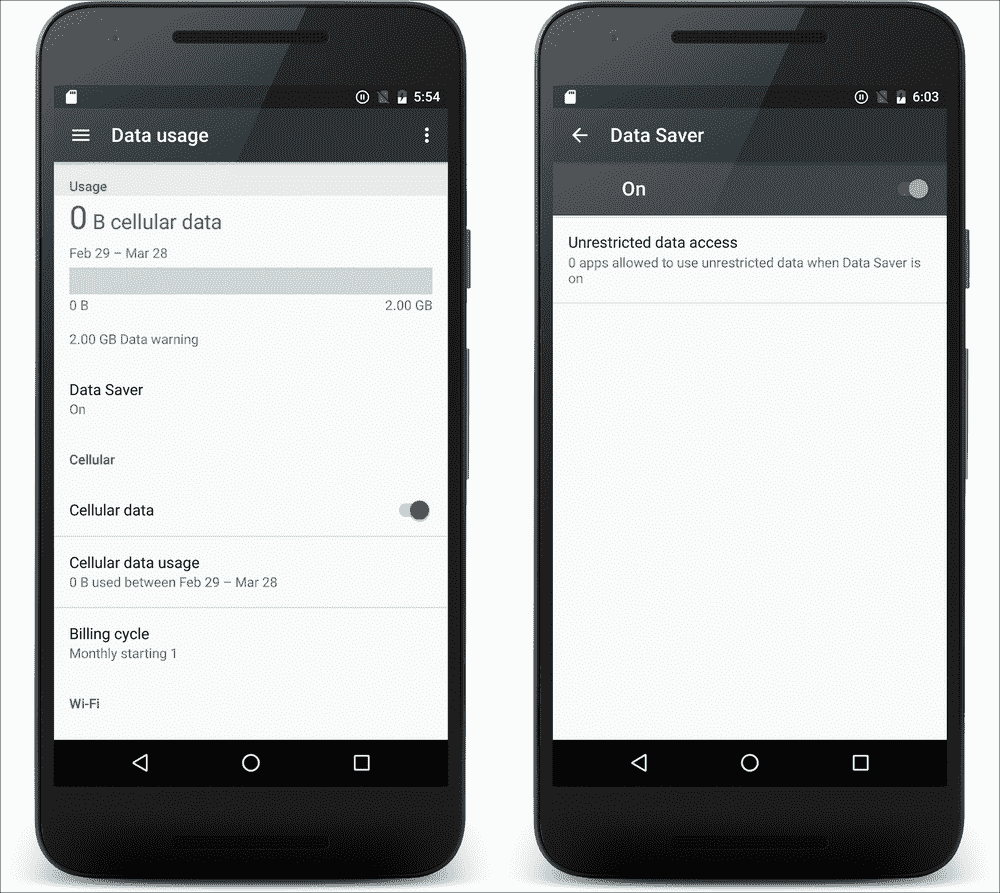 5:54
Data usage
Usage
0 B cellular data
Feb 29 – Mar 28
0 B 2.00 GB
2.00 GB Data warning
Data Saver
On
Cellular
Cellular data
Cellular data usage
0 B used between Feb 29 – Mar 28
Billing cycle
Monthly starting 1
Wi-Fi
6:03
Data Saver
On
Unrestricted data access
0 apps allowed to use unrestricted data when Data Saver is
on